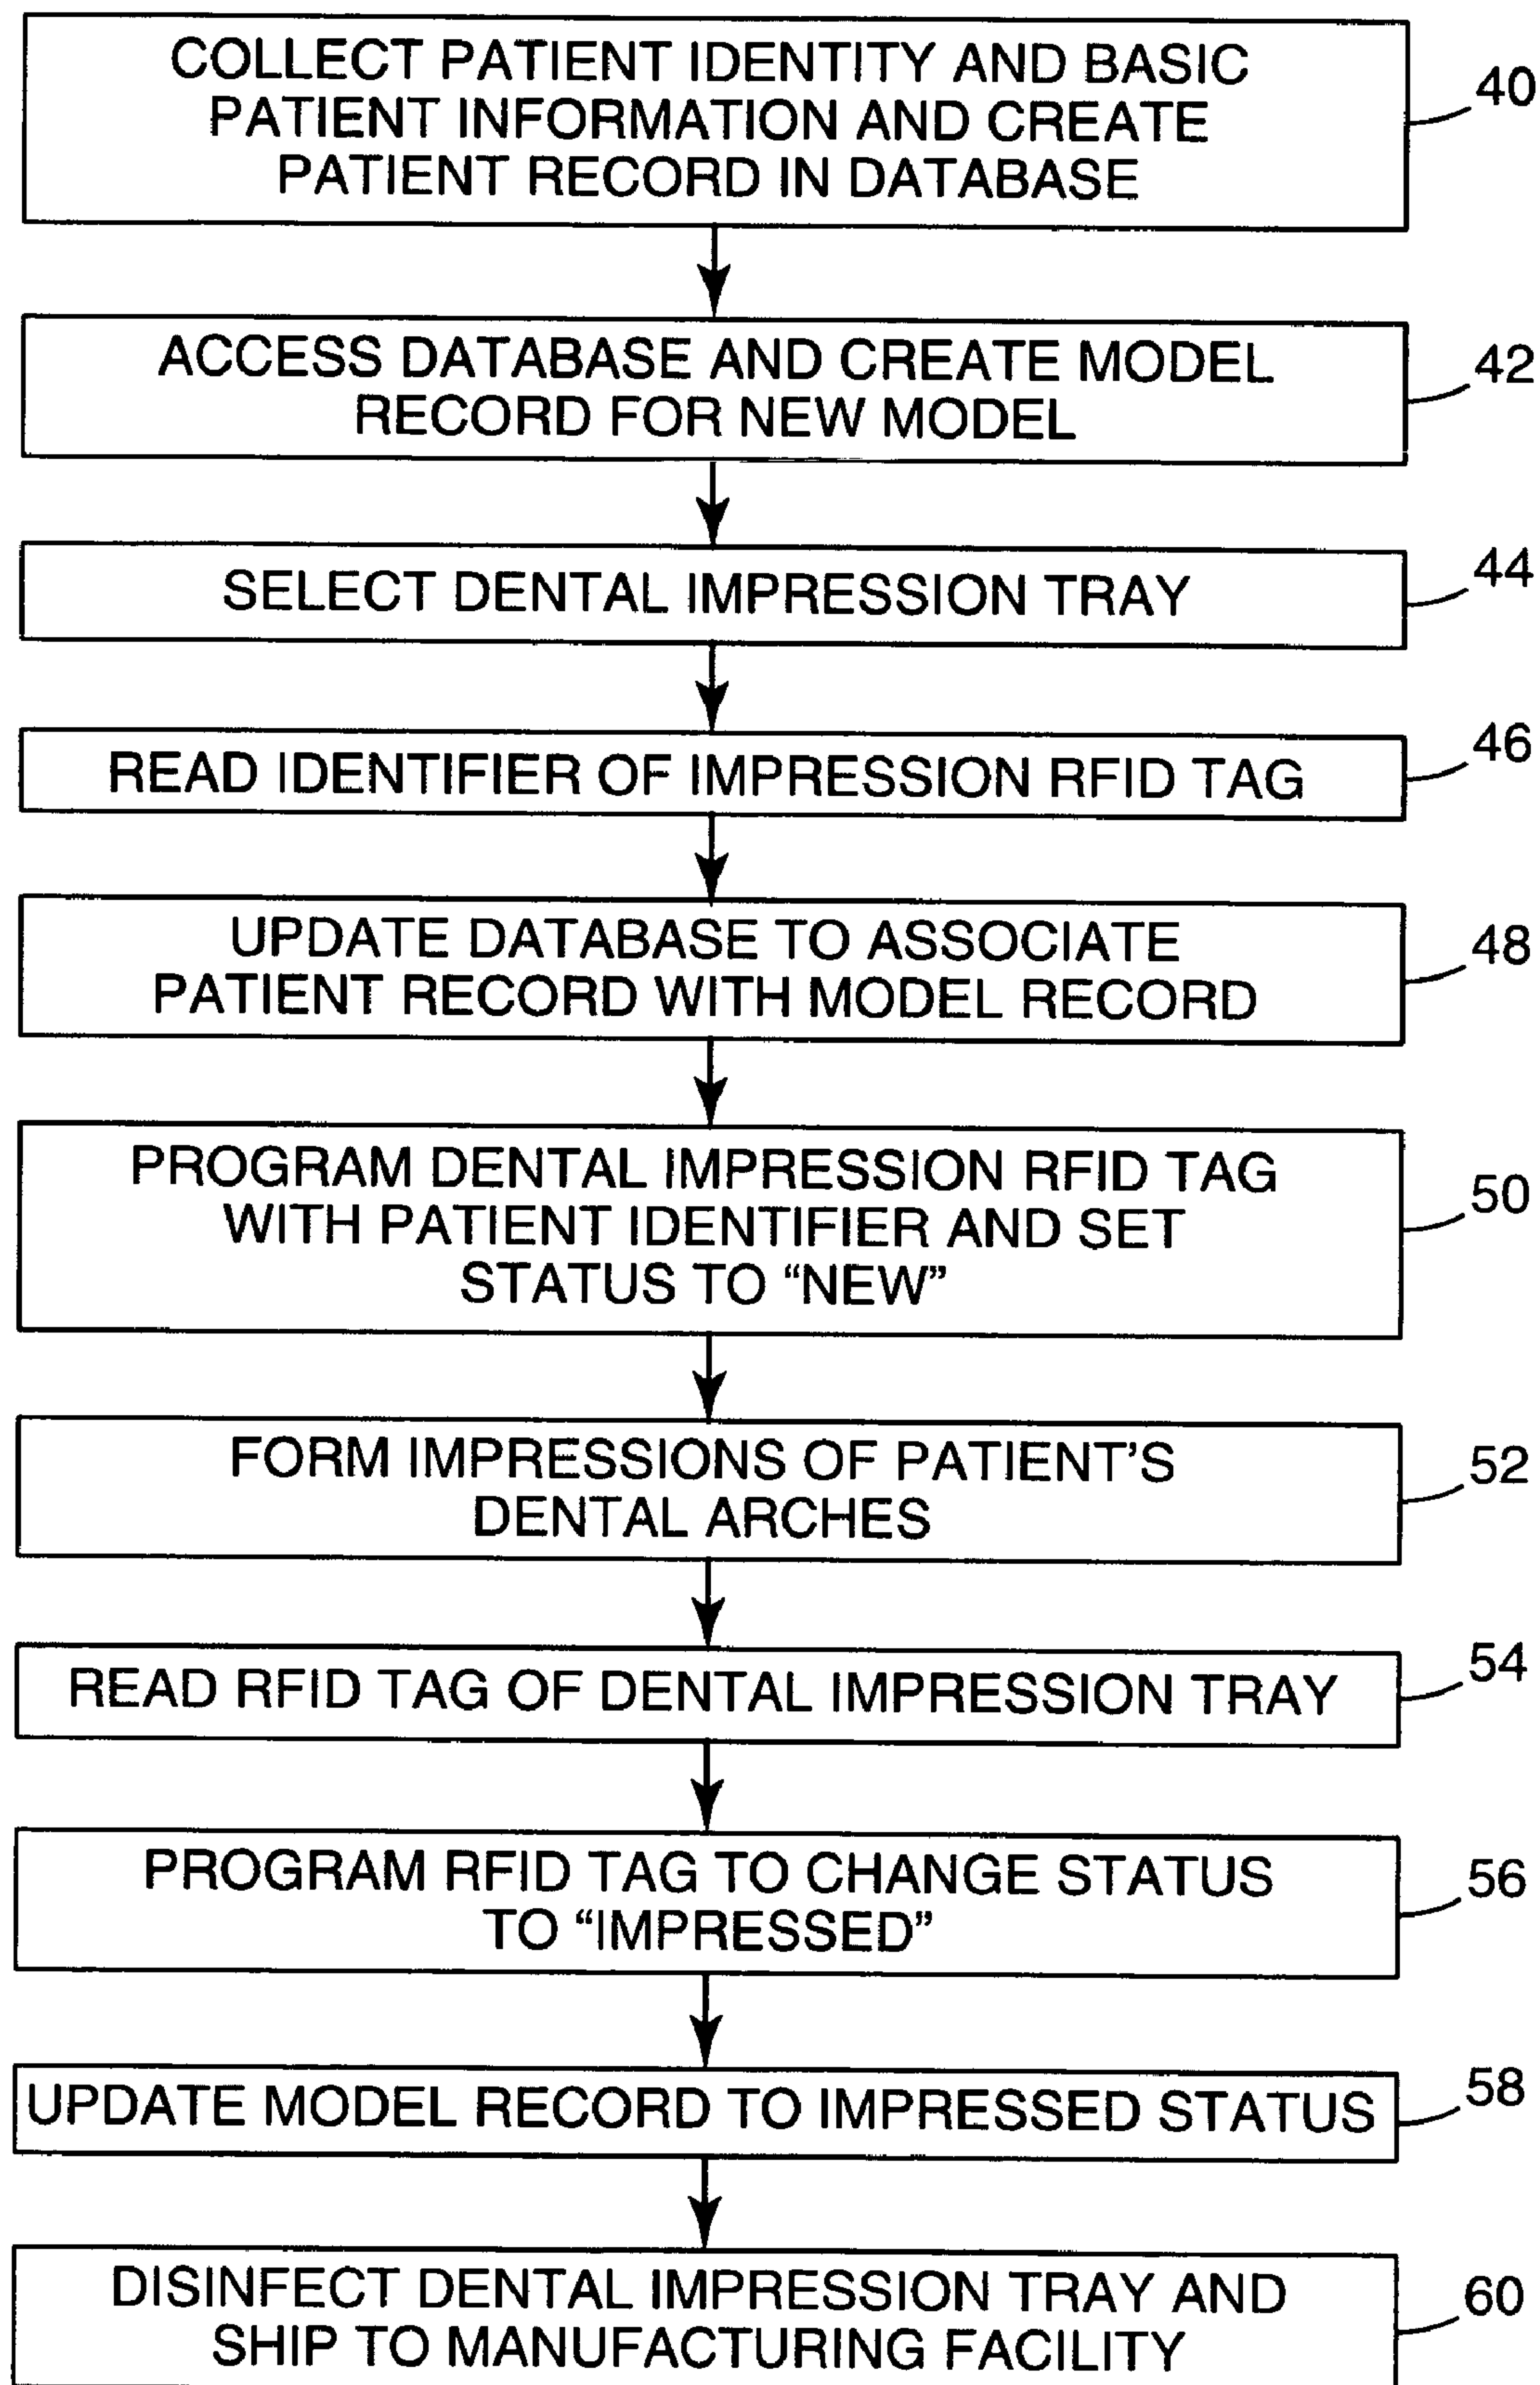 COLLECT PATIENT IDENTITY AND BASIC
PATIENT INFORMATION AND CREATE
PATIENT RECORD IN DATABASE
40
ACCESS DATABASE AND CREATE MODEL
RECORD FOR NEW MODEL
42
SELECT DENTAL IMPRESSION TRAY
44
READ IDENTIFIER OF IMPRESSION RFID TAG
46
UPDATE DATABASE TO ASSOCIATE
PATIENT RECORD WITH MODEL RECORD
48
PROGRAM DENTAL IMPRESSION RFID TAG
WITH PATIENT IDENTIFIER AND SET
STATUS TO “NEW”
50
FORM IMPRESSIONS OF PATIENT’S
DENTAL ARCHES
52
READ RFID TAG OF DENTAL IMPRESSION TRAY
54
PROGRAM RFID TAG TO CHANGE STATUS
TO “IMPRESSED”
56
UPDATE MODEL RECORD TO IMPRESSED STATUS
58
DISINFECT DENTAL IMPRESSION TRAY AND
SHIP TO MANUFACTURING FACILITY
60